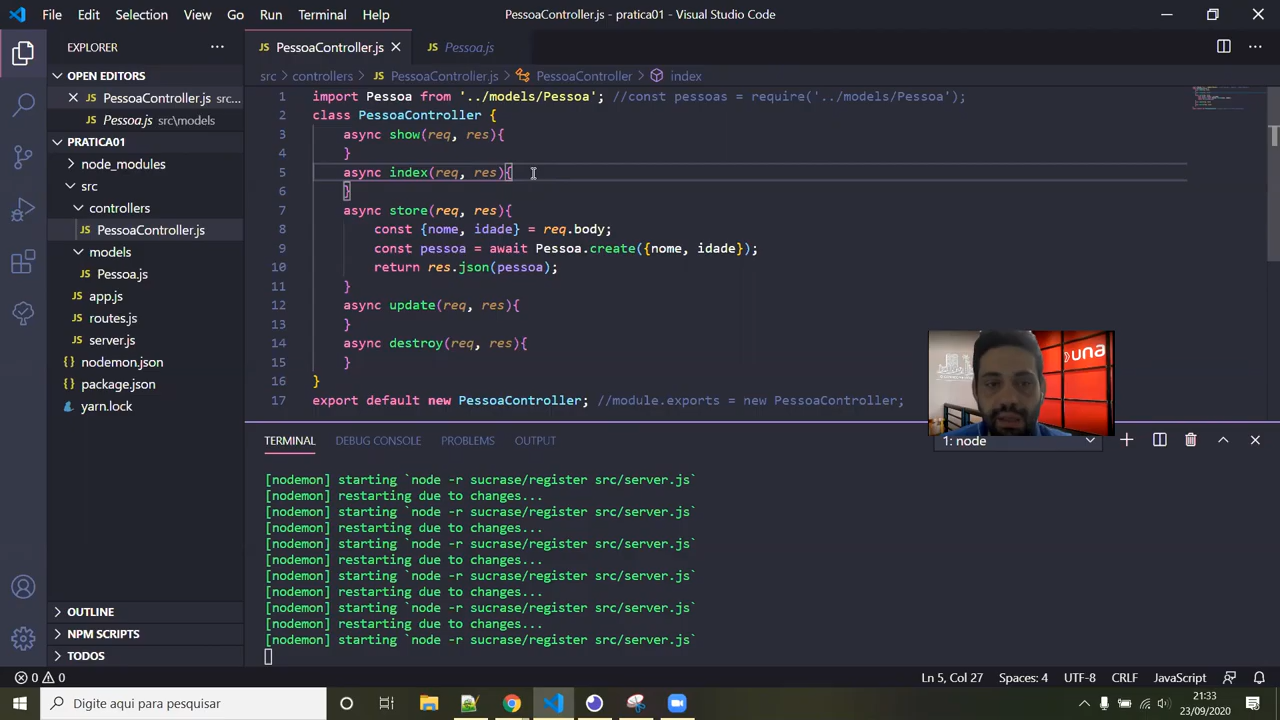 File Edit Selection View Go Run Terminal Help PessoaController.js - pratica01 - Visual Studio Code
EXPLORER
OPEN EDITORS
PessoaController.js src...
Pessoa.js src\models
PRATICA01
node_modules
src
controllers
JS PessoaController.js
models
JS Pessoa.js
JS app.js
JS routes.js
JS server.js
{} nodemon.json
{} package.json
yarn.lock
OUTLINE
NPM SCRIPTS
TODOS
JS PessoaController.js JS Pessoa.js
src > controllers > JS PessoaController.js > PessoaController > index
1 import Pessoa from '../models/Pessoa'; //const pessoas = require('../models/Pessoa');
2 class PessoaController {
3 async show(req, res){
4 }
5 async index(req, res){
6 }
7 async store(req, res){
8 const {nome, idade} = req.body;
9 const pessoa = await Pessoa.create({nome, idade});
10 return res.json(pessoa);
11 }
12 async update(req, res){
13 }
14 async destroy(req, res){
15 }
16 }
17 export default new PessoaController; //module.exports = new PessoaController;
una
TERMINAL DEBUG CONSOLE PROBLEMS OUTPUT 1: node
[nodemon] starting `node -r sucrase/register src/server.js`
[nodemon] restarting due to changes...
[nodemon] starting `node -r sucrase/register src/server.js`
[nodemon] restarting due to changes...
[nodemon] starting `node -r sucrase/register src/server.js`
[nodemon] restarting due to changes...
[nodemon] starting `node -r sucrase/register src/server.js`
[nodemon] restarting due to changes...
[nodemon] starting `node -r sucrase/register src/server.js`
[nodemon] restarting due to changes...
[nodemon] starting `node -r sucrase/register src/server.js`
0 0 Ln 5, Col 27 Spaces: 4 UTF-8 CRLF JavaScript
Digite aqui para pesquisar
21:33
23/09/2020